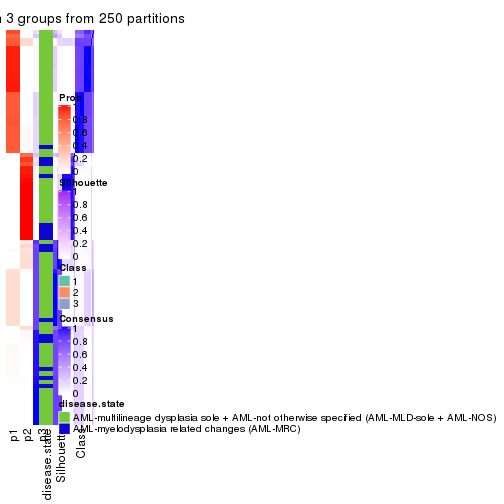 3 groups from 250 partitions
Prob
1
0.8
0.6
0.4
0.2
0
Silhouette
1
0.8
0.6
0.4
0.2
0
Class
1
2
3
Consensus
1
0.8
0.6
0.4
0.2
0
disease.state
AML-multilineage dysplasia sole + AML-not otherwise specified (AML-MLD-sole + AML-NOS)
AML-myelodysplasia related changes (AML-MRC)
p1
p2
p3
disease.state
Silhouette
Class